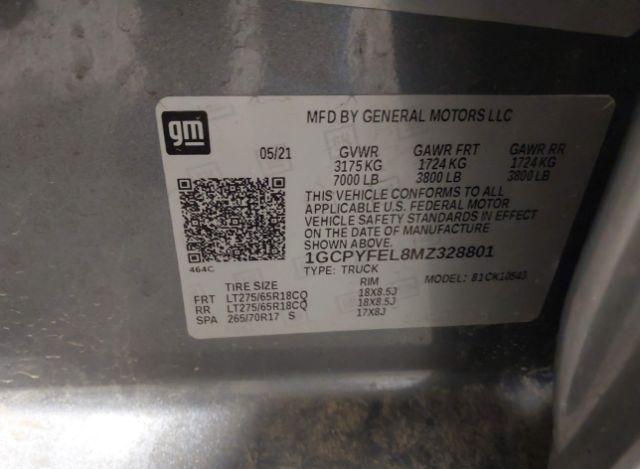 gm
MFD BY GENERAL MOTORS LLC
05/21 GVWR GAWR FRT GAWR RR
3175 KG 1724 KG 1724 KG
7000 LB 3800 LB 3800 LB
THIS VEHICLE CONFORMS TO ALL
APPLICABLE U.S. FEDERAL MOTOR
VEHICLE SAFETY STANDARDS IN EFFECT
ON THE DATE OF MANUFACTURE
SHOWN ABOVE.
1GCPYFEL8MZ328801
464C
TYPE: TRUCK
MODEL: 81CK10543
TIRE SIZE RIM
FRT LT275/65R18CQ 18X8.5J
RR LT275/65R18CQ 18X8.5J
SPA 265/70R17 S 17X8J